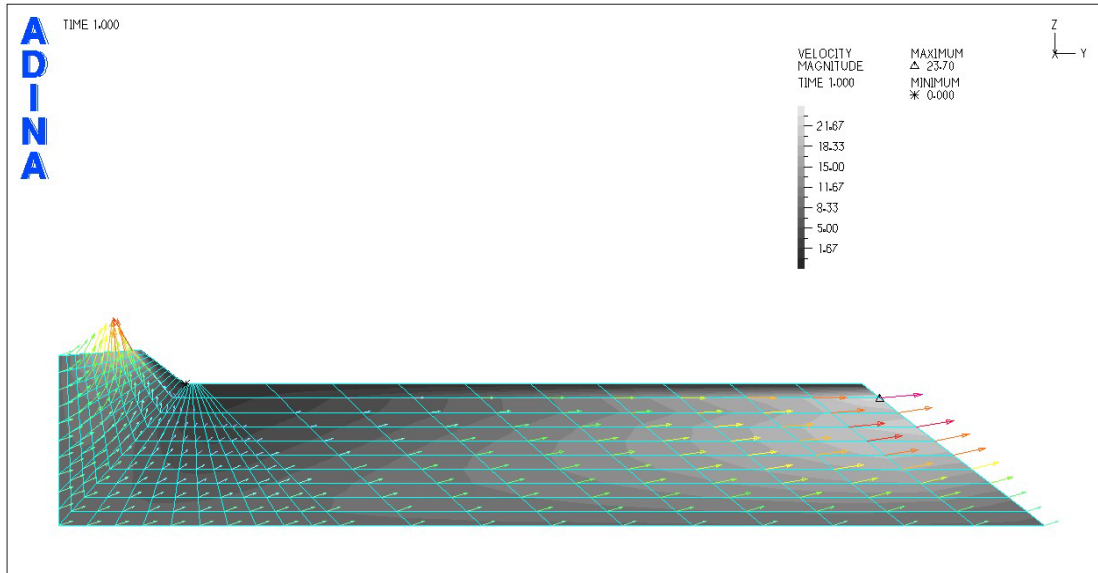 ADINA
TIME 1.000
Z
X Y
VELOCITY
MAGNITUDE
TIME 1.000
MAXIMUM
△ 23.70
MINIMUM
✳ 0.000
21.67
18.33
15.00
11.67
8.33
5.00
1.67